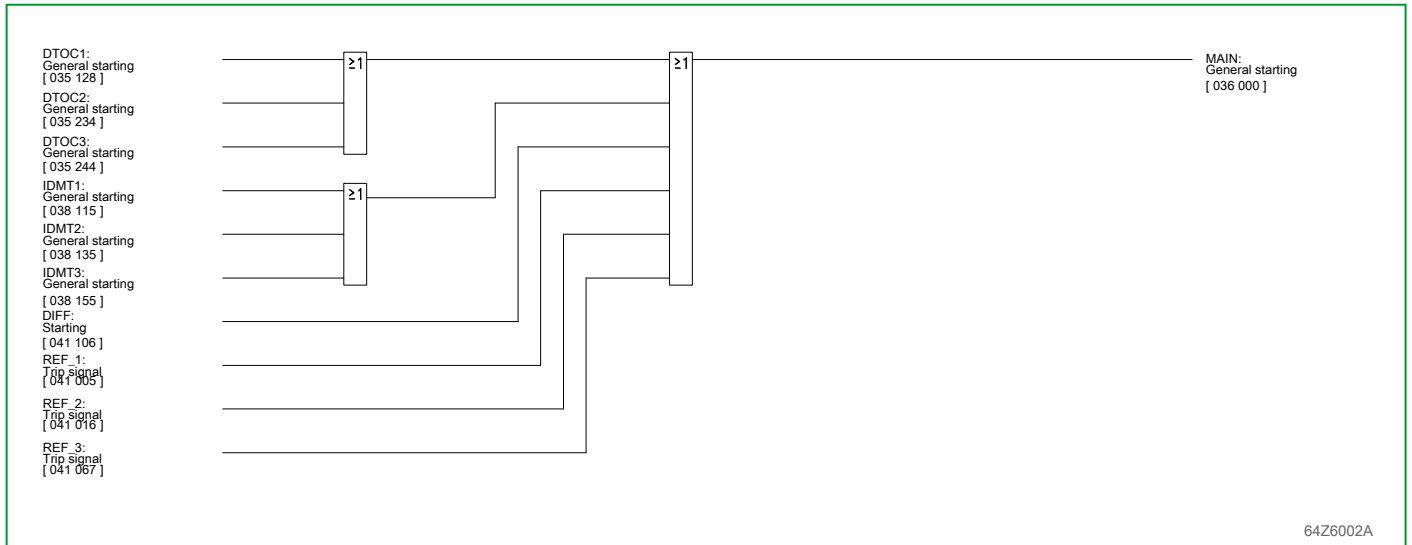 DTOC1:
General starting
[ 035 128 ]
DTOC2:
General starting
[ 035 234 ]
DTOC3:
General starting
[ 035 244 ]
IDMT1:
General starting
[ 038 115 ]
IDMT2:
General starting
[ 038 135 ]
IDMT3:
General starting
[ 038 155 ]
DIFF:
Starting
[ 041 106 ]
REF_1:
Trip signal
[ 041 005 ]
REF_2:
Trip signal
[ 041 016 ]
REF_3:
Trip signal
[ 041 067 ]
≥1
≥1
≥1
MAIN:
General starting
[ 036 000 ]
64Z6002A